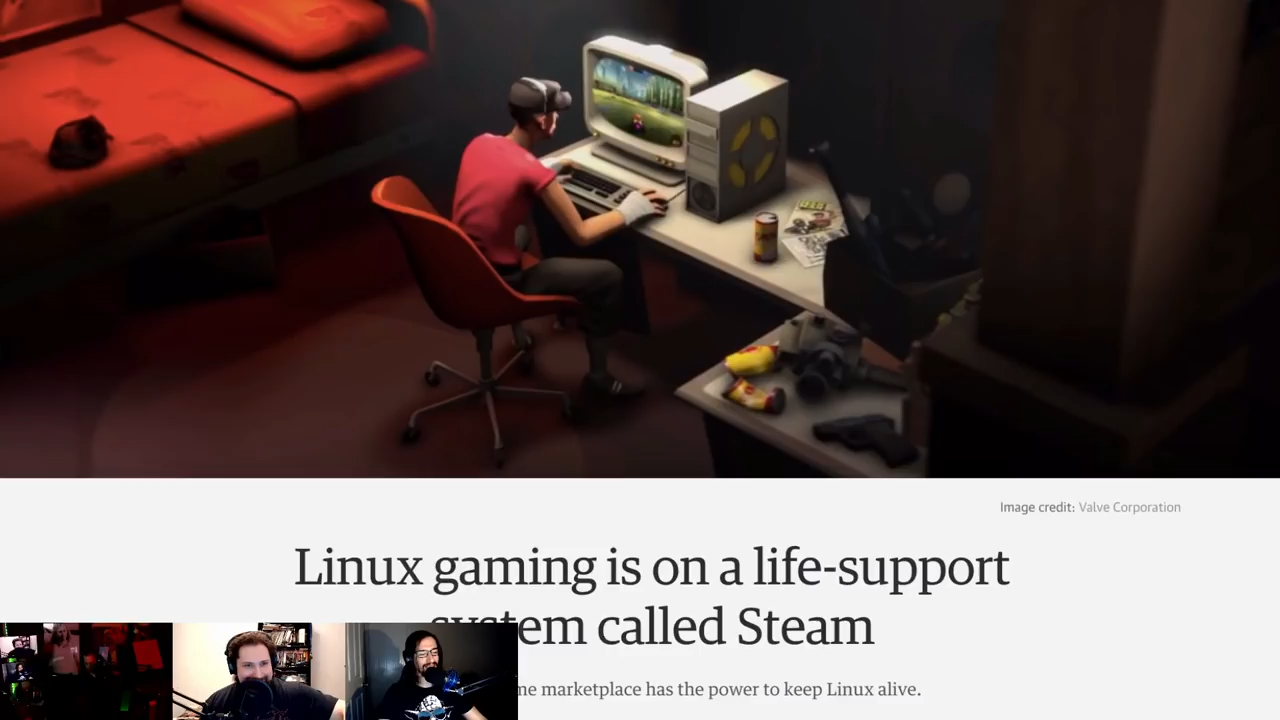 Image credit: Valve Corporation
Linux gaming is on a life-support
system called Steam
marketplace has the power to keep Linux alive.